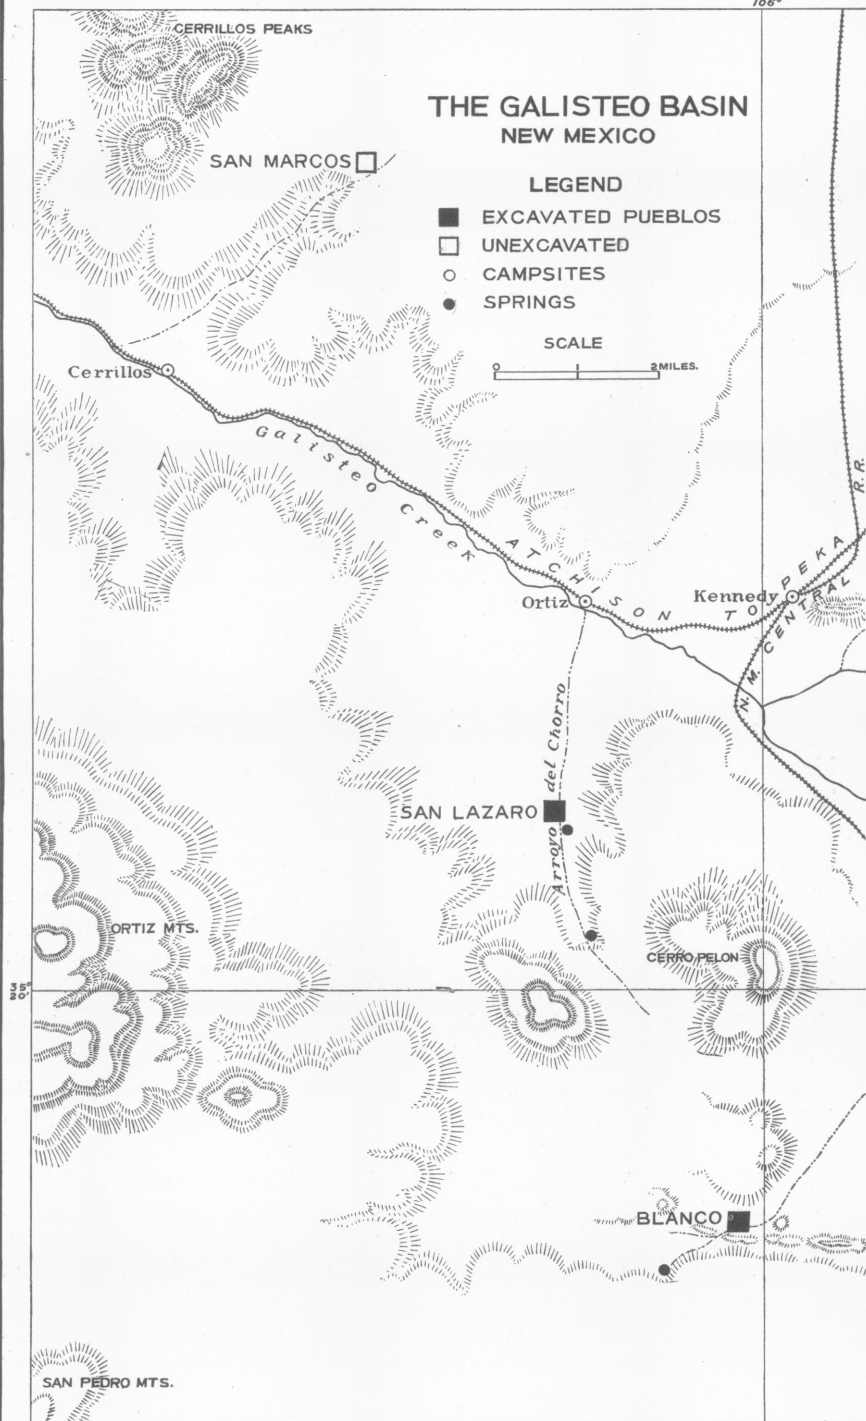 106°
CERRILLOS PEAKS
THE GALISTEO BASIN
NEW MEXICO
SAN MARCOS
LEGEND
EXCAVATED PUEBLOS
UNEXCAVATED
CAMPSITES
SPRINGS
SCALE
0 2 MILES.
Cerrillos
Galisteo Creek
ATCHISON TOPEKA
R. R.
Ortiz
Kennedy
N. M. CENTRAL
Arroyo del Chorro
SAN LAZARO
ORTIZ MTS.
CERRO PELON
35°
20'
BLANCO
SAN PEDRO MTS.